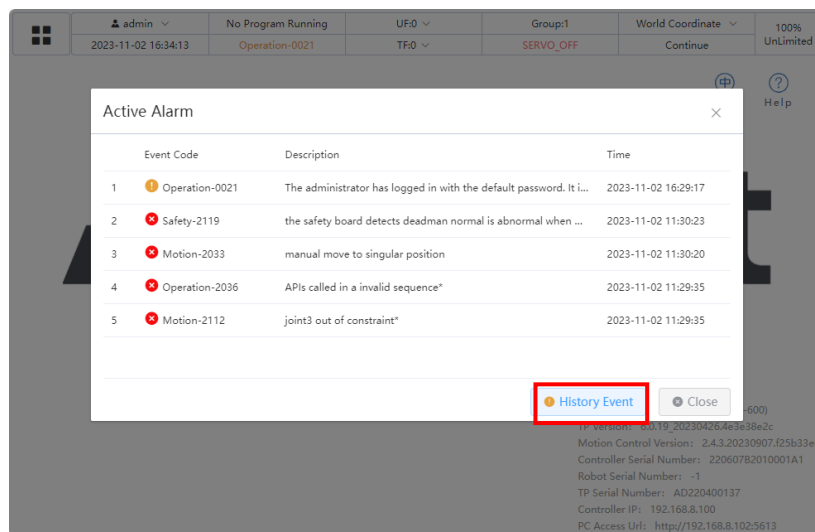 admin No Program Running UF:0 Group:1 World Coordinate 100%
2023-11-02 16:34:13 Operation-0021 TF:0 SERVO_OFF Continue UnLimited
中
Help
Active Alarm
Event Code Description Time
1 Operation-0021 The administrator has logged in with the default password. It i... 2023-11-02 16:29:17
2 Safety-2119 the safety board detects deadman normal is abnormal when ... 2023-11-02 11:30:23
3 Motion-2033 manual move to singular position 2023-11-02 11:30:20
4 Operation-2036 APIs called in a invalid sequence* 2023-11-02 11:29:35
5 Motion-2112 joint3 out of constraint* 2023-11-02 11:29:35
History Event Close
-600)
TP Version: 6.0.19_20230426.4e3e38e2c
Motion Control Version: 2.4.3.20230907.f25b33e
Controller Serial Number: 220607B2010001A1
Robot Serial Number: -1
TP Serial Number: AD220400137
Controller IP: 192.168.8.100
PC Access Url: http://192.168.8.102:5613